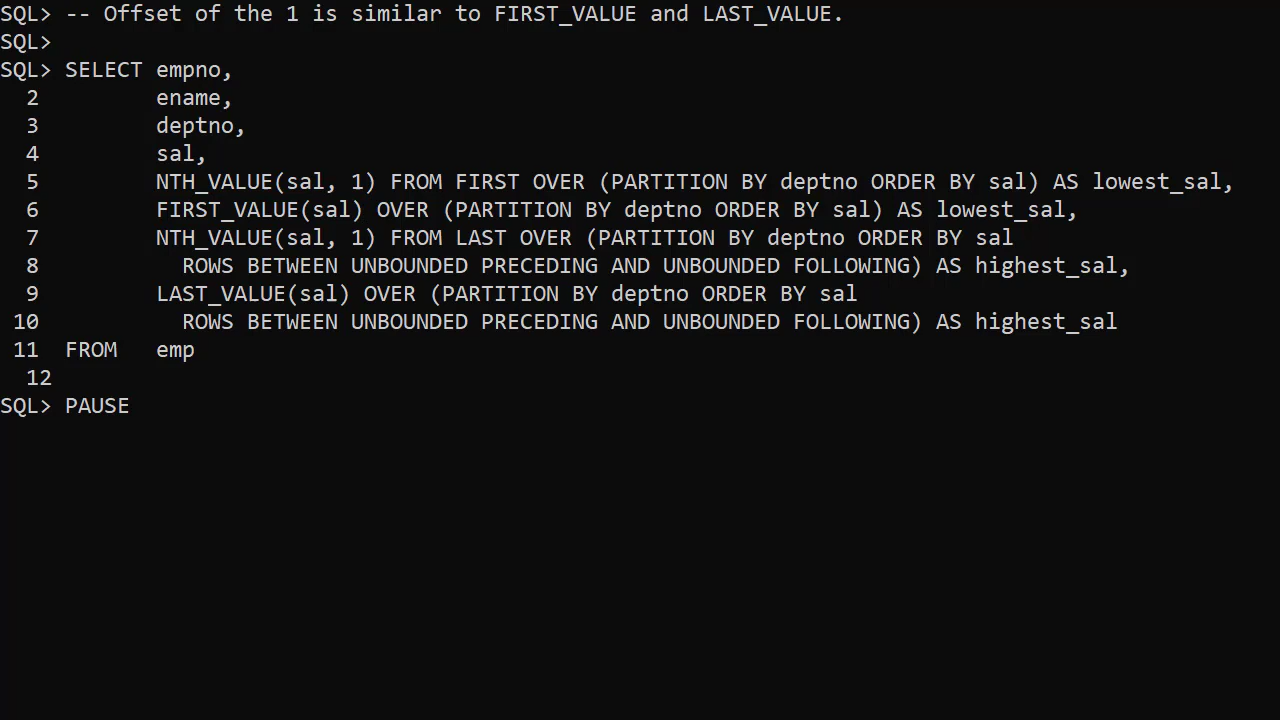 SQL> -- Offset of the 1 is similar to FIRST_VALUE and LAST_VALUE.
SQL>
SQL> SELECT empno,
  2         ename,
  3         deptno,
  4         sal,
  5         NTH_VALUE(sal, 1) FROM FIRST OVER (PARTITION BY deptno ORDER BY sal) AS lowest_sal,
  6         FIRST_VALUE(sal) OVER (PARTITION BY deptno ORDER BY sal) AS lowest_sal,
  7         NTH_VALUE(sal, 1) FROM LAST OVER (PARTITION BY deptno ORDER BY sal
  8           ROWS BETWEEN UNBOUNDED PRECEDING AND UNBOUNDED FOLLOWING) AS highest_sal,
  9         LAST_VALUE(sal) OVER (PARTITION BY deptno ORDER BY sal
 10           ROWS BETWEEN UNBOUNDED PRECEDING AND UNBOUNDED FOLLOWING) AS highest_sal
 11  FROM   emp
  12
SQL> PAUSE